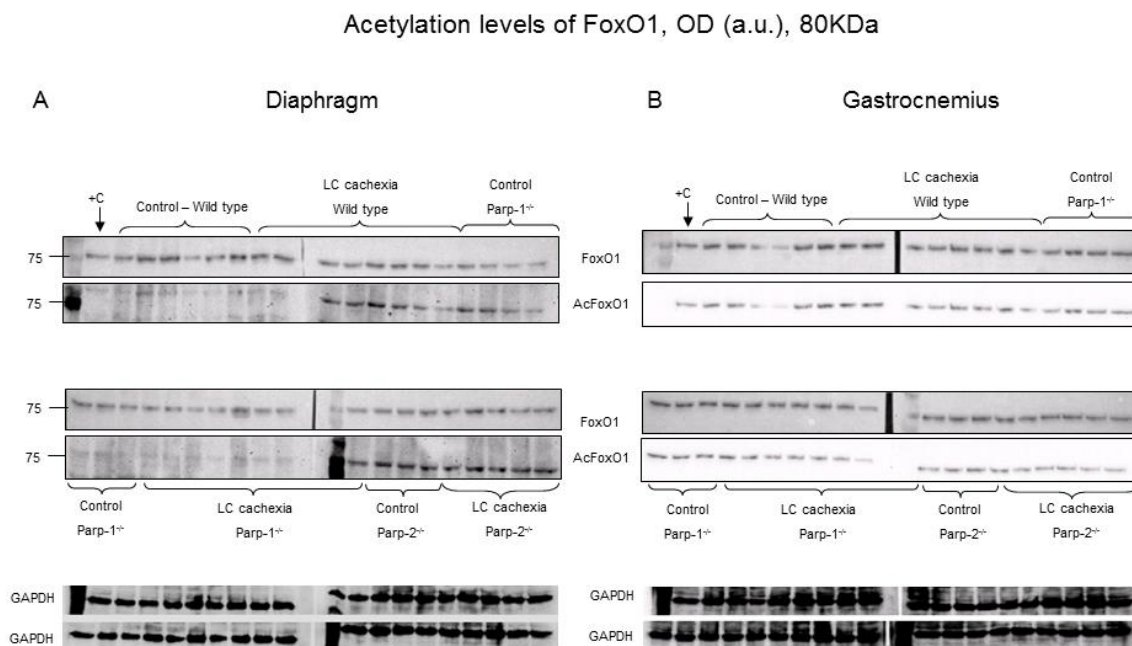 Acetylation levels of FoxO1, OD (a.u.), 80KDa
A
Diaphragm
B
Gastrocnemius
+C
Control – Wild type
LC cachexia
Wild type
Control
Parp-1⁻/⁻
+C
Control – Wild type
LC cachexia
Wild type
Control
Parp-1⁻/⁻
75
FoxO1
75
AcFoxO1
75
FoxO1
75
AcFoxO1
Control
Parp-1⁻/⁻
LC cachexia
Parp-1⁻/⁻
Control
Parp-2⁻/⁻
LC cachexia
Parp-2⁻/⁻
Control
Parp-1⁻/⁻
LC cachexia
Parp-1⁻/⁻
Control
Parp-2⁻/⁻
LC cachexia
Parp-2⁻/⁻
GAPDH
GAPDH
GAPDH
GAPDH